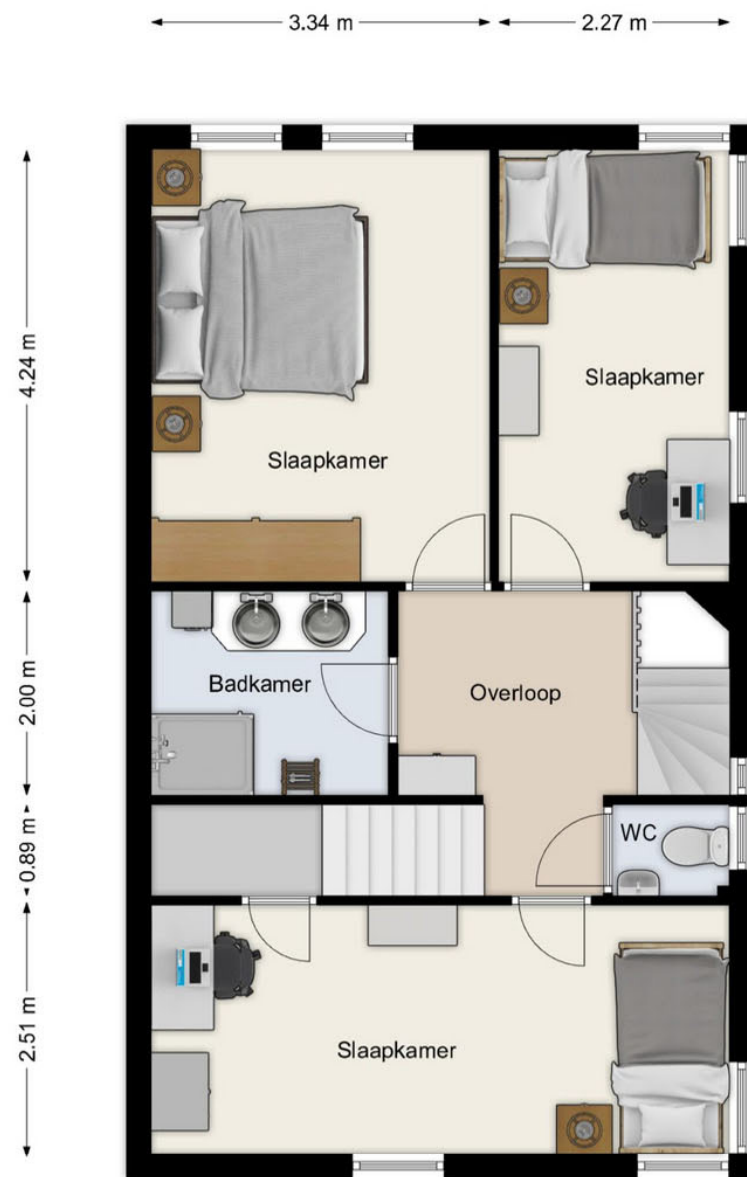 3.34 m
2.27 m
4.24 m
Slaapkamer
Slaapkamer
2.00 m
Badkamer
Overloop
0.89 m
WC
2.51 m
Slaapkamer